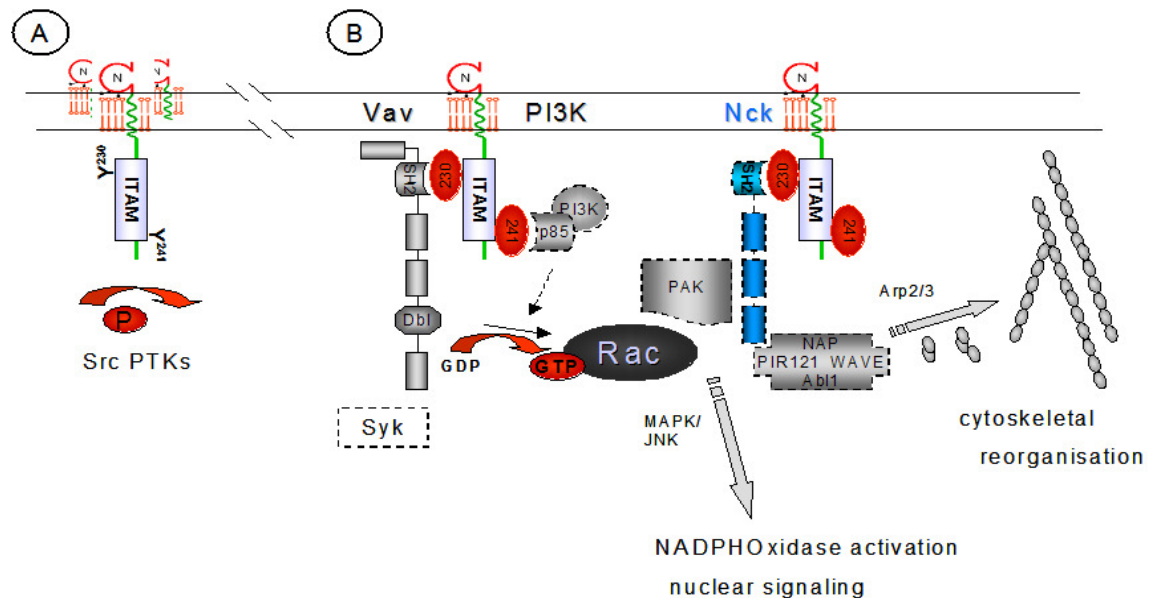 A
B
N
N
N
N
N
Vav
PI3K
Nck
Y230
ITAM
Y241
SH2
230
ITAM
241
p85
PI3K
SH2
230
ITAM
241
P
Src PTKs
Dbl
GDP
GTP
Rac
PAK
NAP
PIR121 WAVE
Abl1
Arp2/3
Syk
MAPK/
JNK
cytoskeletal
reorganisation
NADPHOxidase activation
nuclear signaling